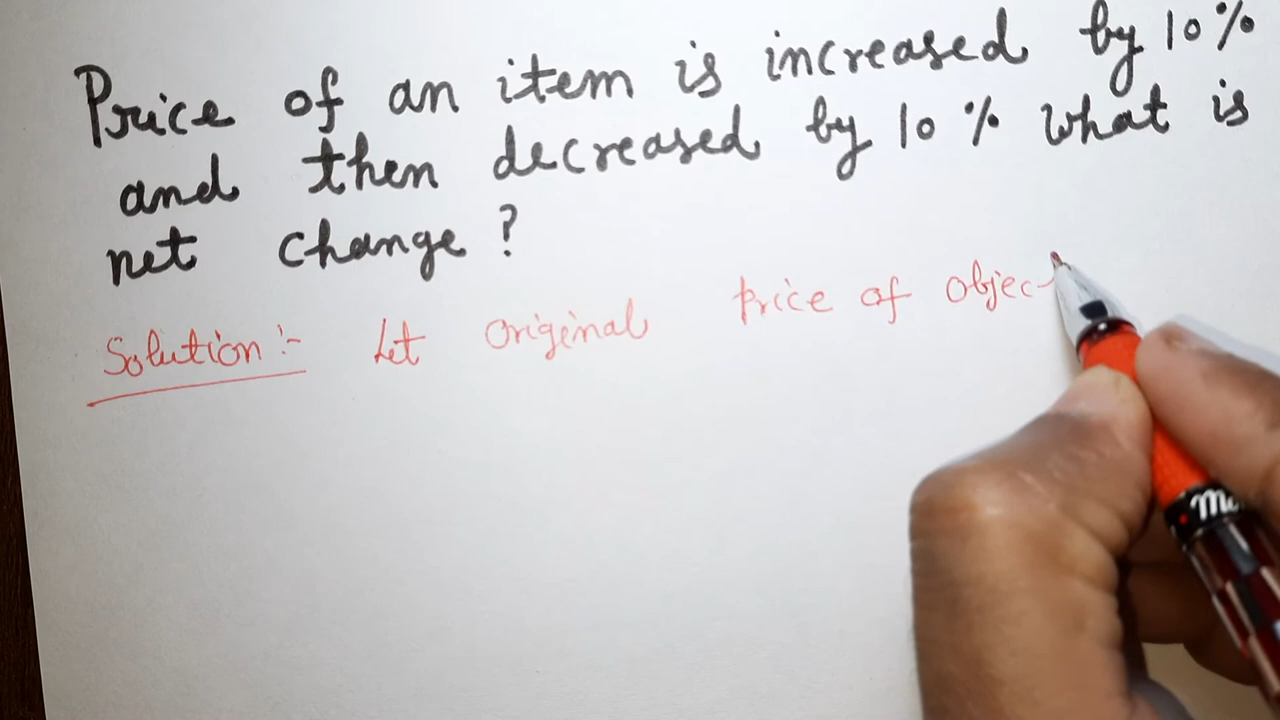 Price of an item is increased by 10%
and then decreased by 10% What is
net change?
Solution :- Let original price of objec